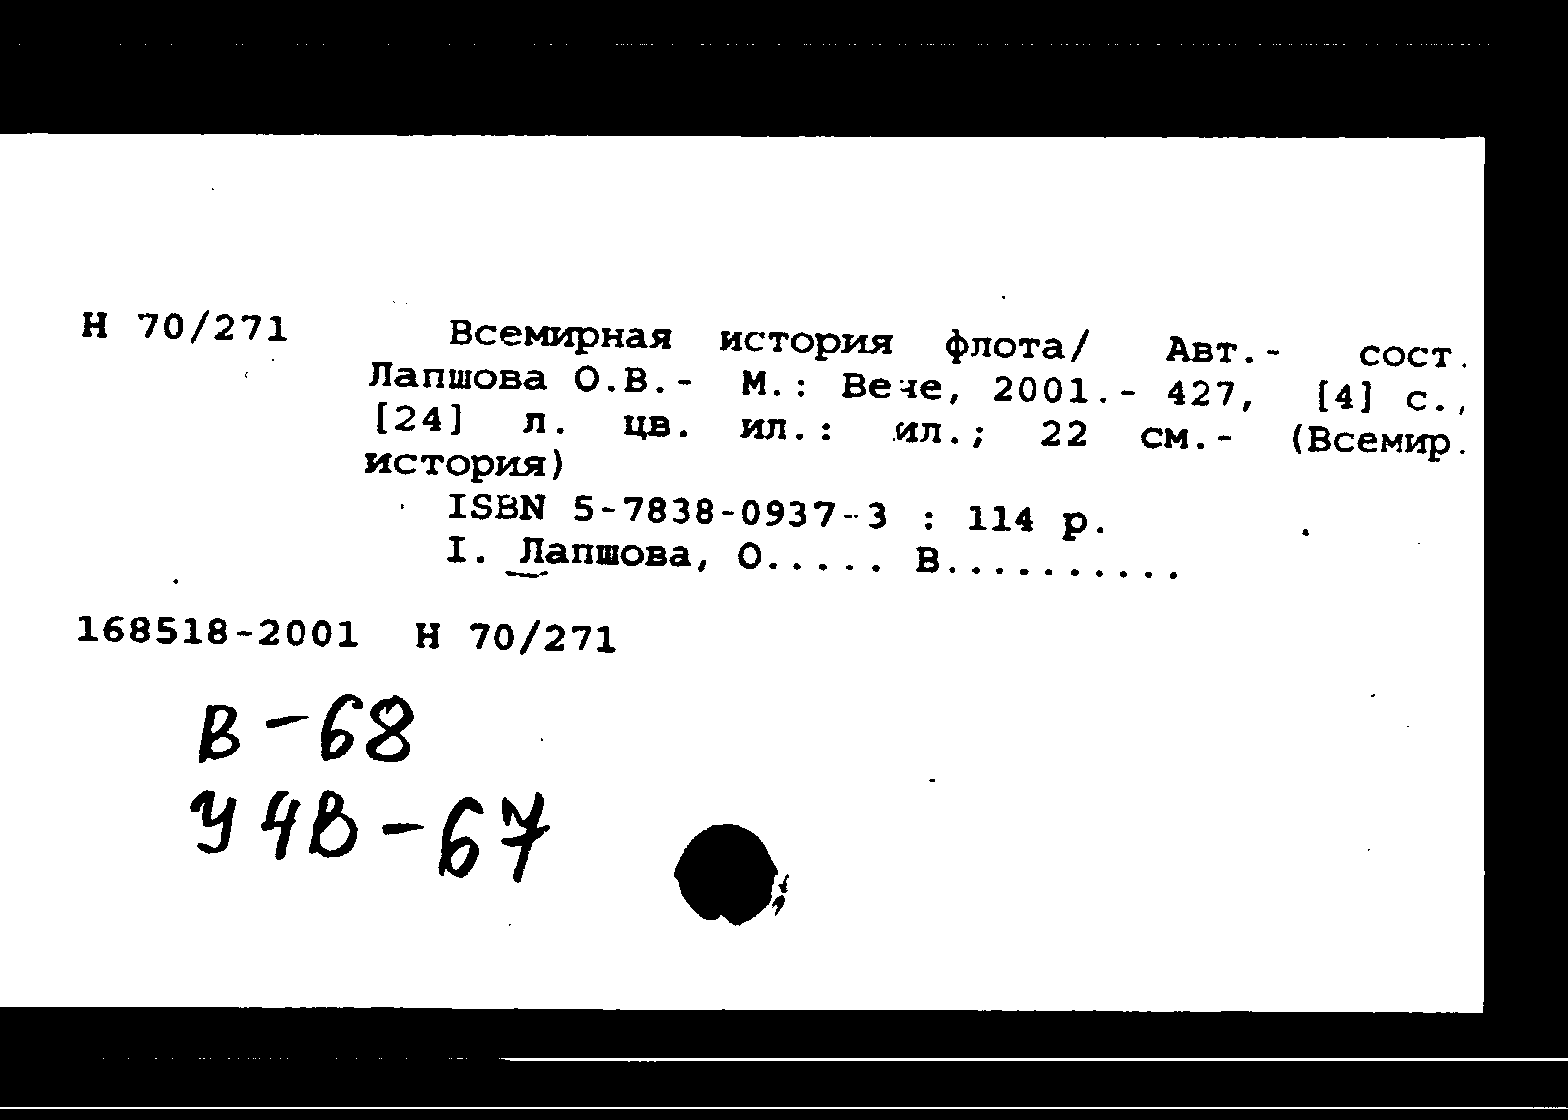 Н 70/271 Всемирная история флота/ Авт.- сост.
Лапшова О.В.- М.: Вече, 2001.- 427, [4] с.,
[24] л. цв. ил.: ил.; 22 см.- (Всемир.
история)
ISBN 5-7838-0937-3 : 114 р.
I. Лапшова, О..... В..........
168518-2001 Н 70/271
В-68
У4В-67